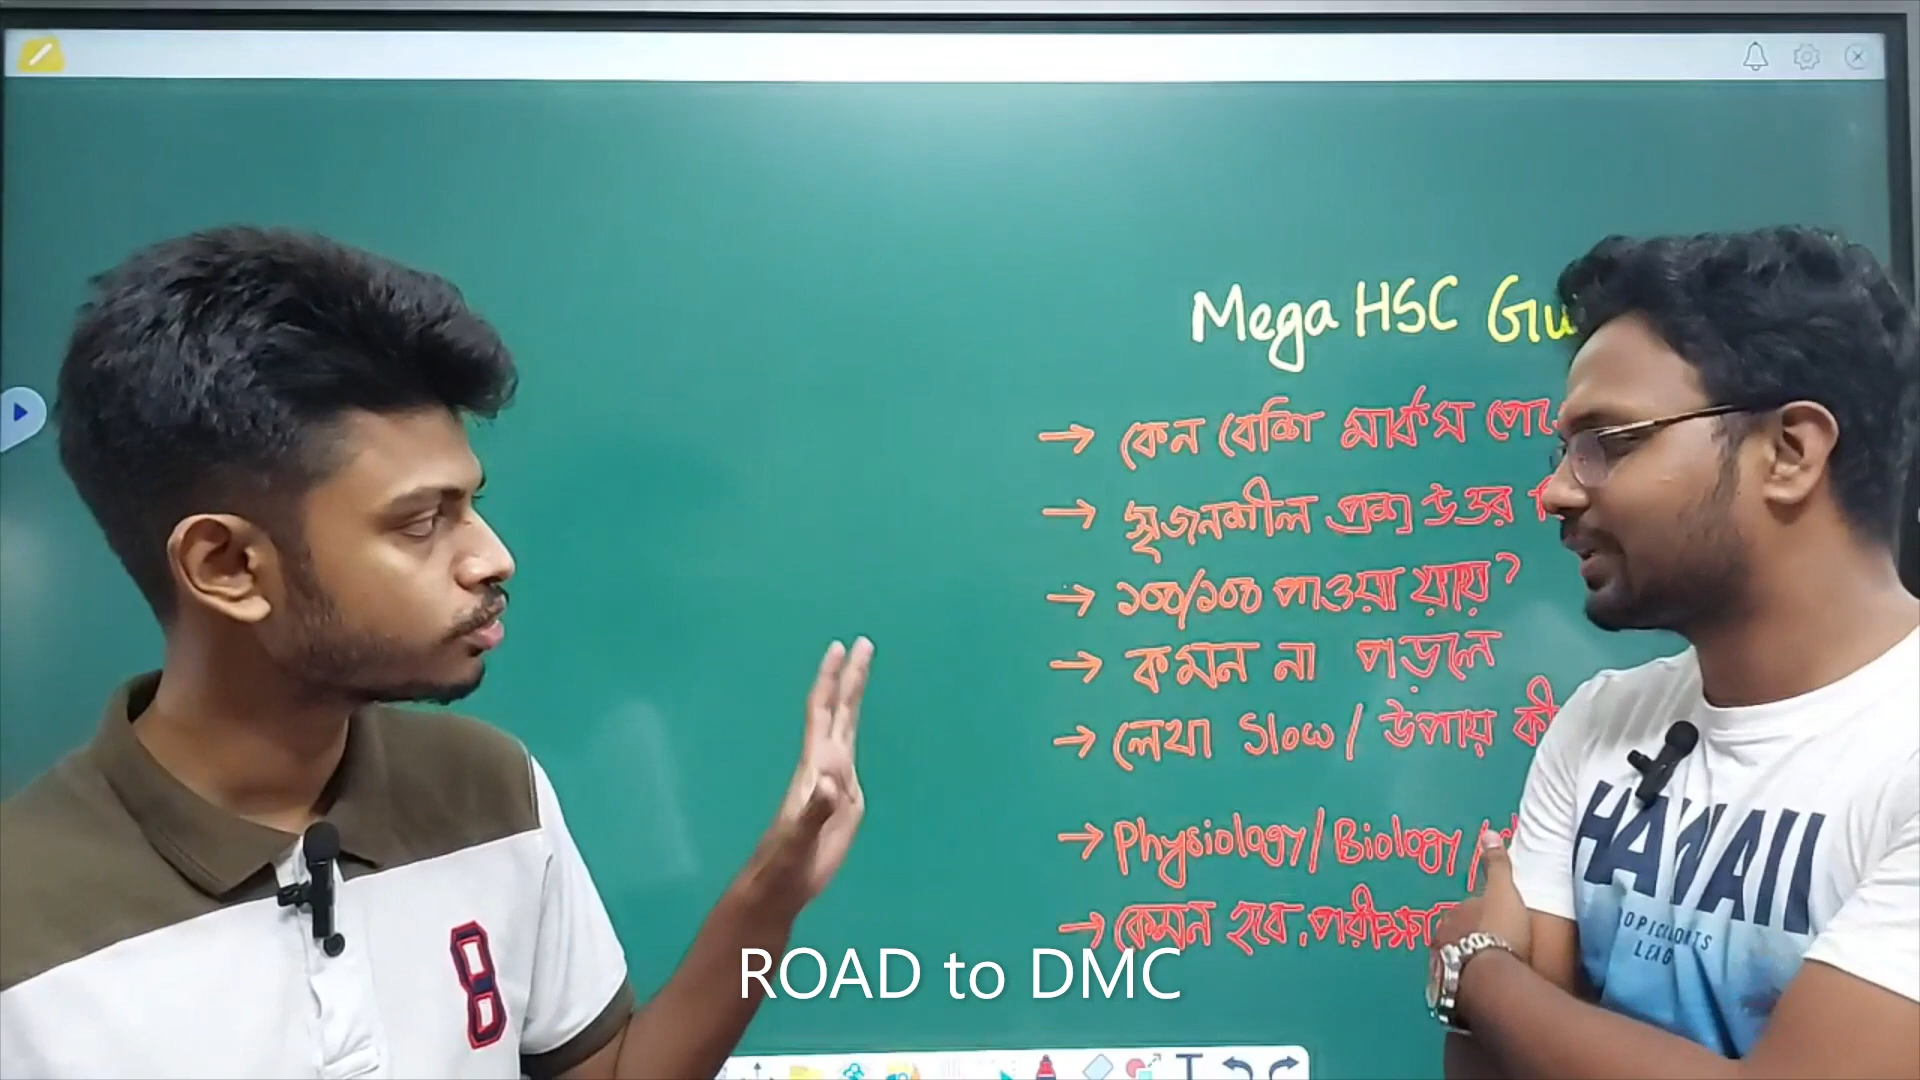 Mega HSC
→ কেন বেশি মার্কস
→ সৃজনশীল প্রশ্ন উত্তর
→ ১০০/১০০ পাওয়া যায়?
→ কমন না পড়লে
→ লেখা Slow / উপায় কী
→ Physiology / Biology /
→ কেমন হবে,
ROAD to DMC
8
HAWAII